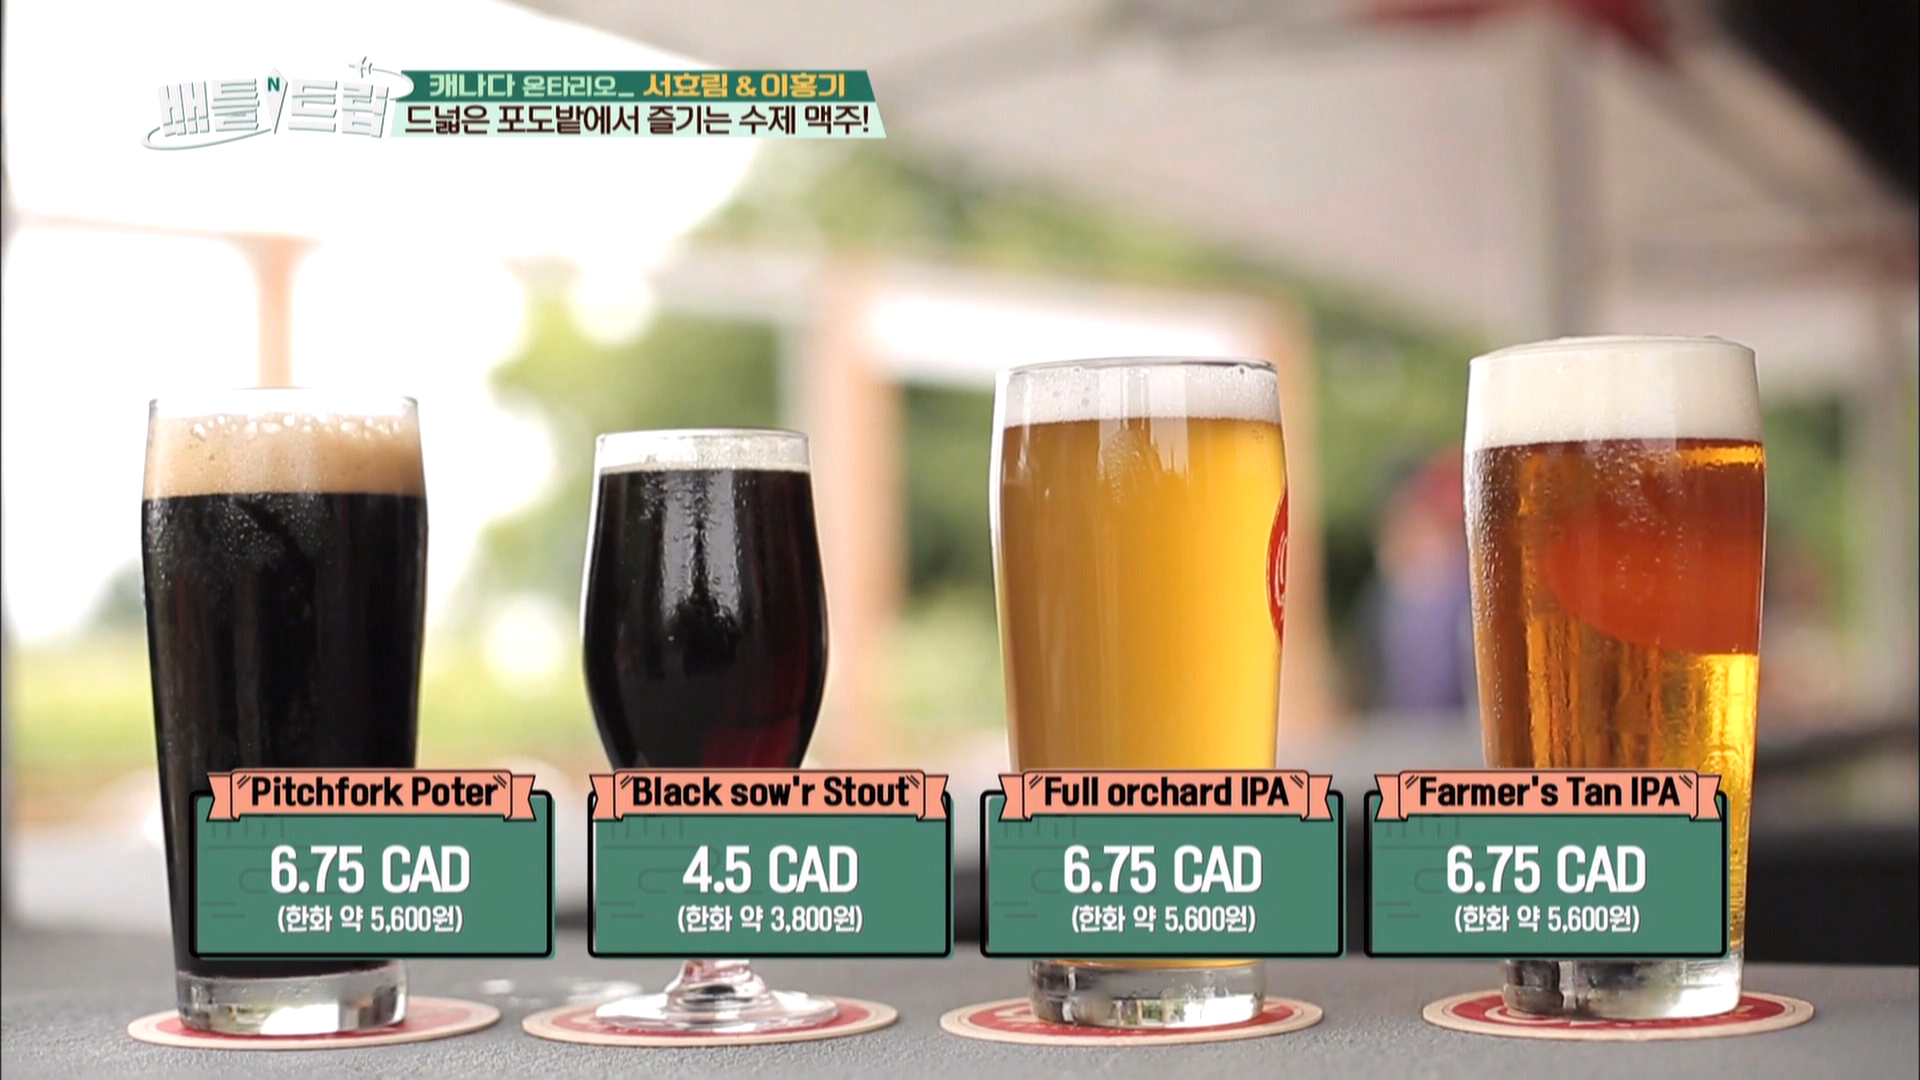 배틀트립
N
캐나다 온타리오_ 서효림 & 이홍기
드넓은 포도밭에서 즐기는 수제 맥주!
"Pitchfork Poter"
6.75 CAD
(한화 약 5,600원)
"Black sow'r Stout"
4.5 CAD
(한화 약 3,800원)
"Full orchard IPA"
6.75 CAD
(한화 약 5,600원)
"Farmer's Tan IPA"
6.75 CAD
(한화 약 5,600원)